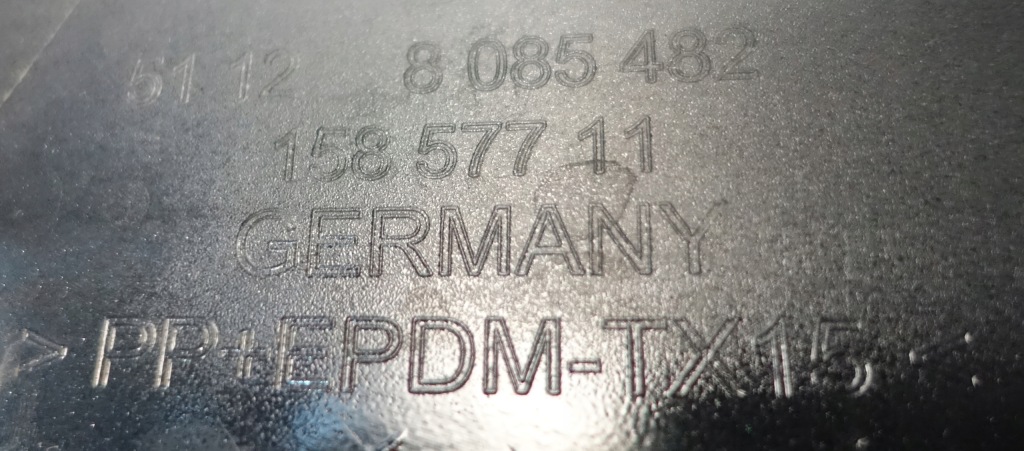 51 12 8 085 482
158 577 11
GERMANY
>PP+EPDM-TX15<